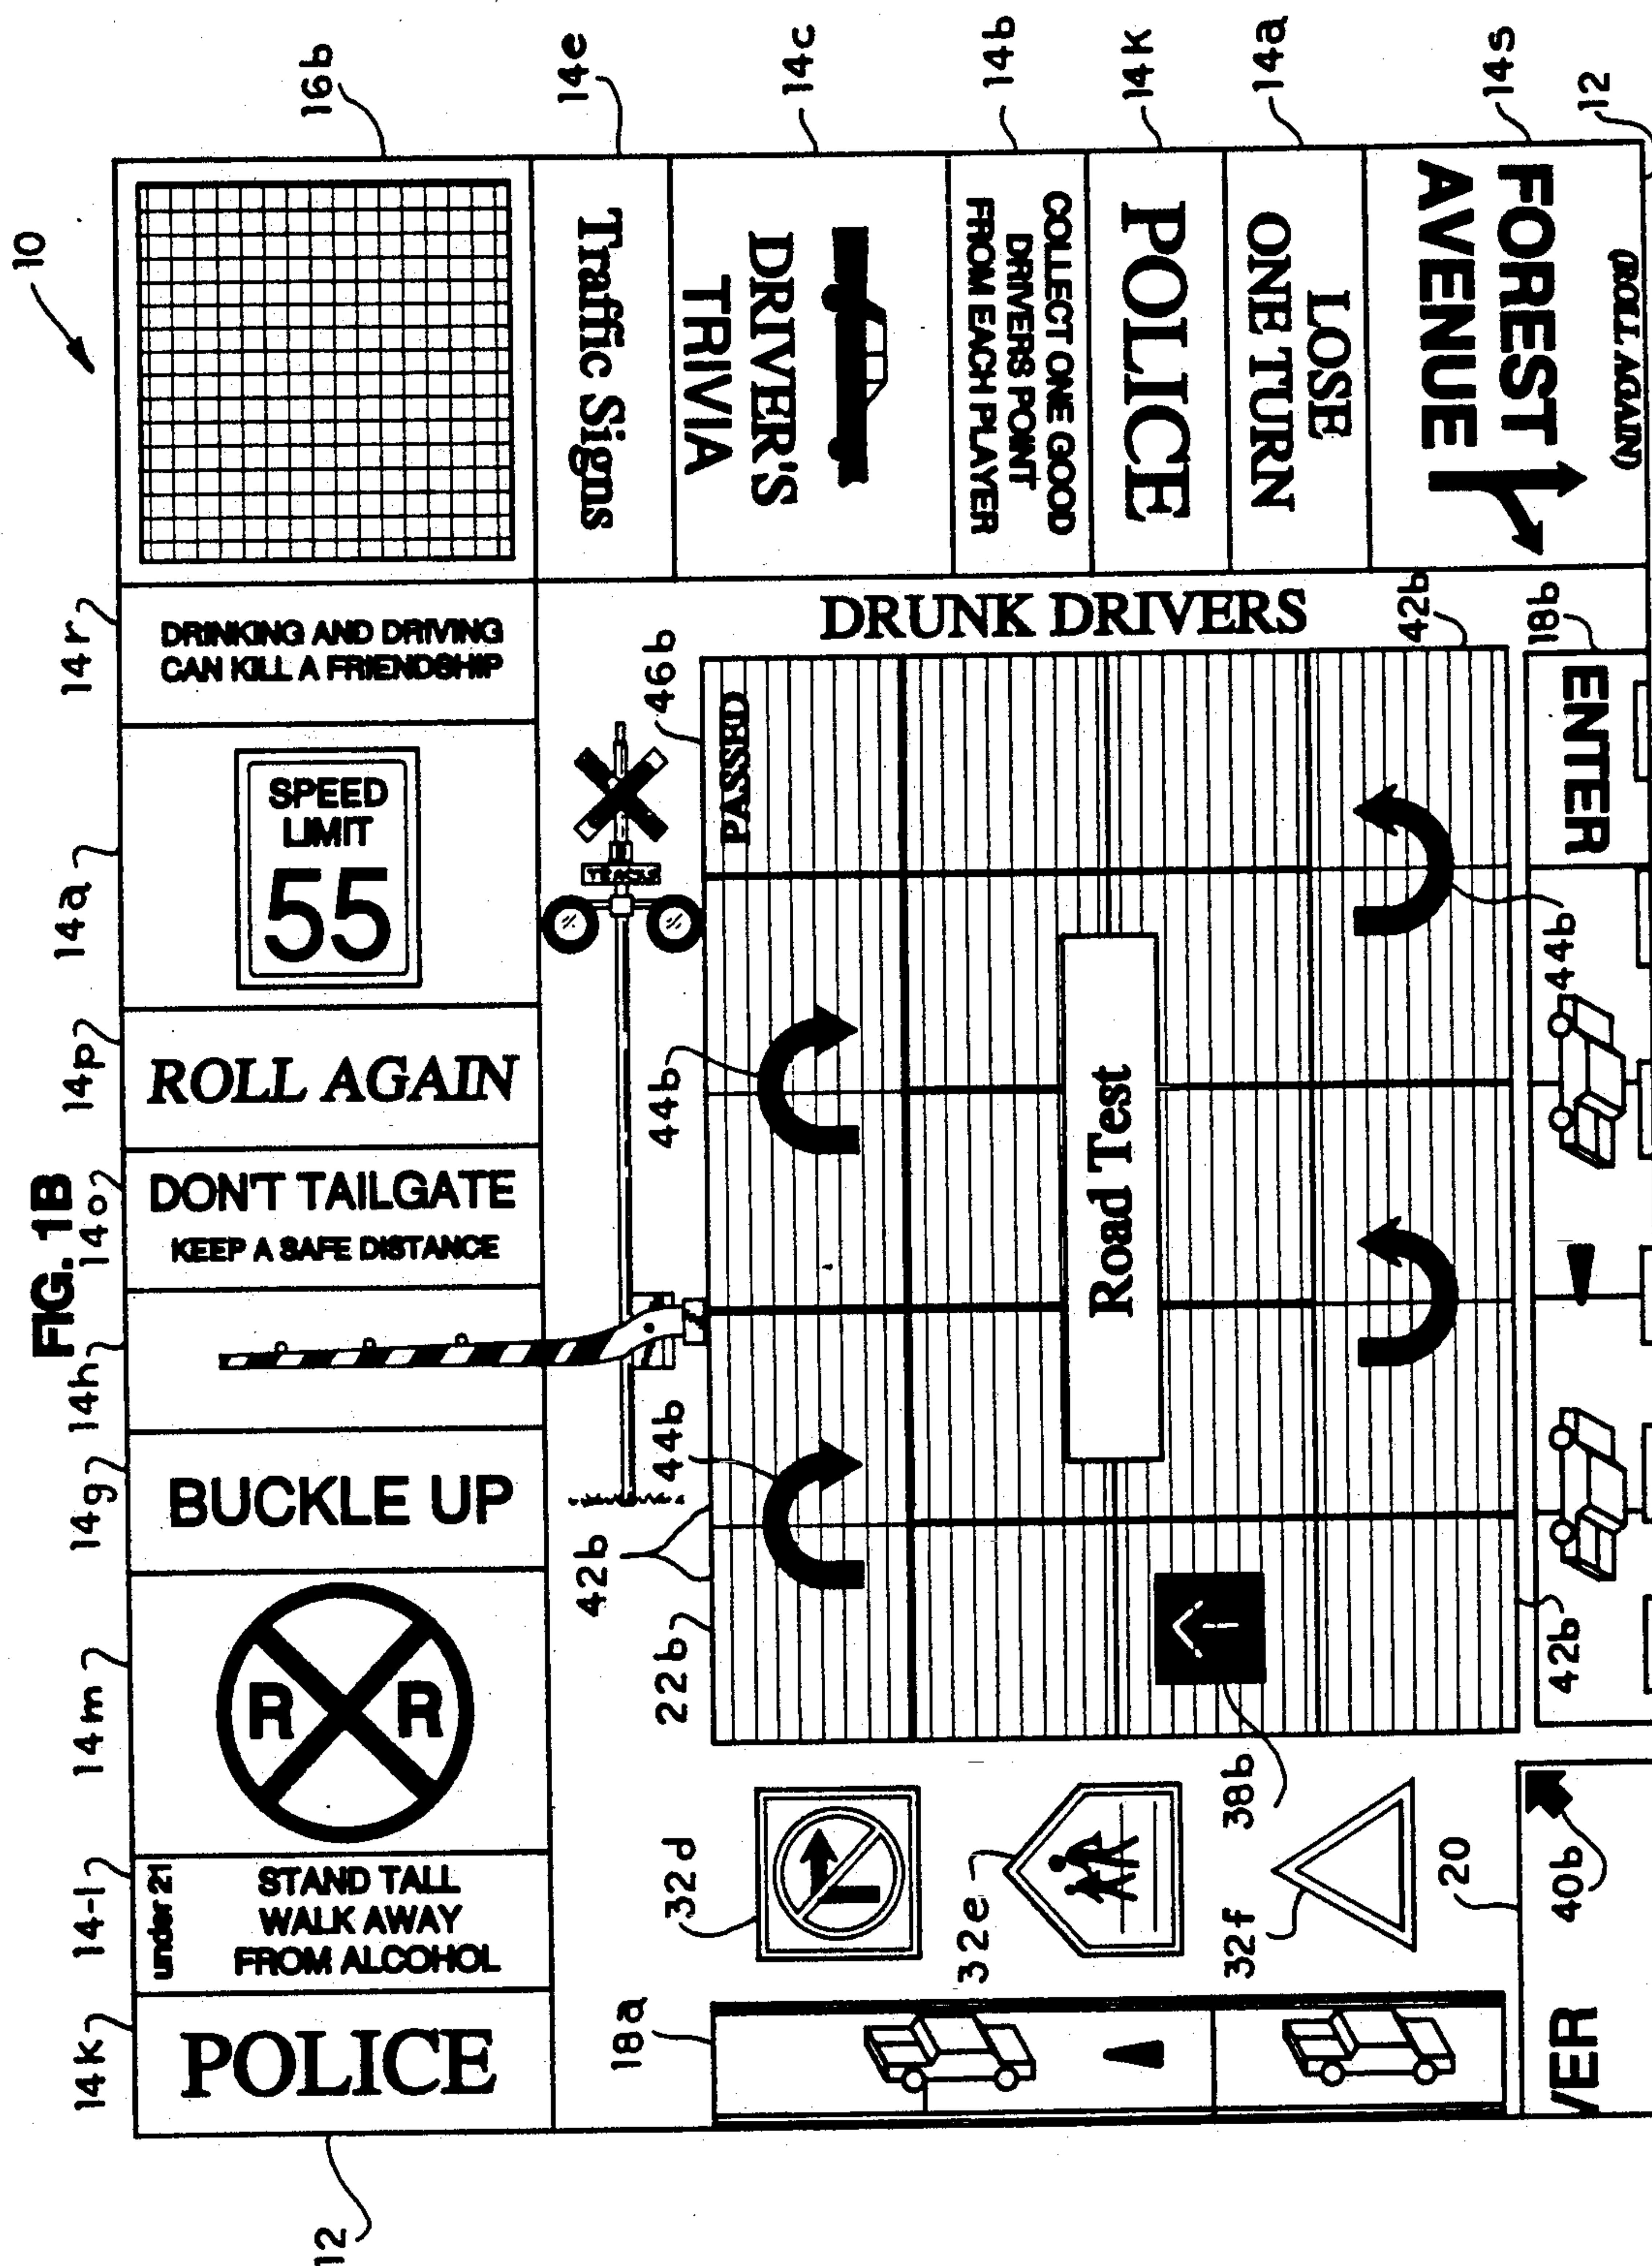 FIG. 1B
10
14k
14-l
14m
14g
14h
14o
14p
14a
14r
16b
12
POLICE
under 21
STAND TALL
WALK AWAY
FROM ALCOHOL
R R
BUCKLE UP
DON'T TAILGATE
KEEP A SAFE DISTANCE
ROLL AGAIN
SPEED
LIMIT
55
DRINKING AND DRIVING
CAN KILL A FRIENDSHIP
14e
Traffic Signs
14c
DRIVER'S
TRIVIA
14b
COLLECT ONE GOOD
DRIVERS POINT
FROM EACH PLAYER
14k
POLICE
14a
LOSE
ONE TURN
14s
FOREST
AVENUE
(ROLL AGAIN)
12
DRUNK DRIVERS
TRACKS
46b
PASSED
44b
44b
42b
22b
Road Test
42b
18b
ENTER
44b
42b
38b
32d
32e
32f
18a
20
40b
VER